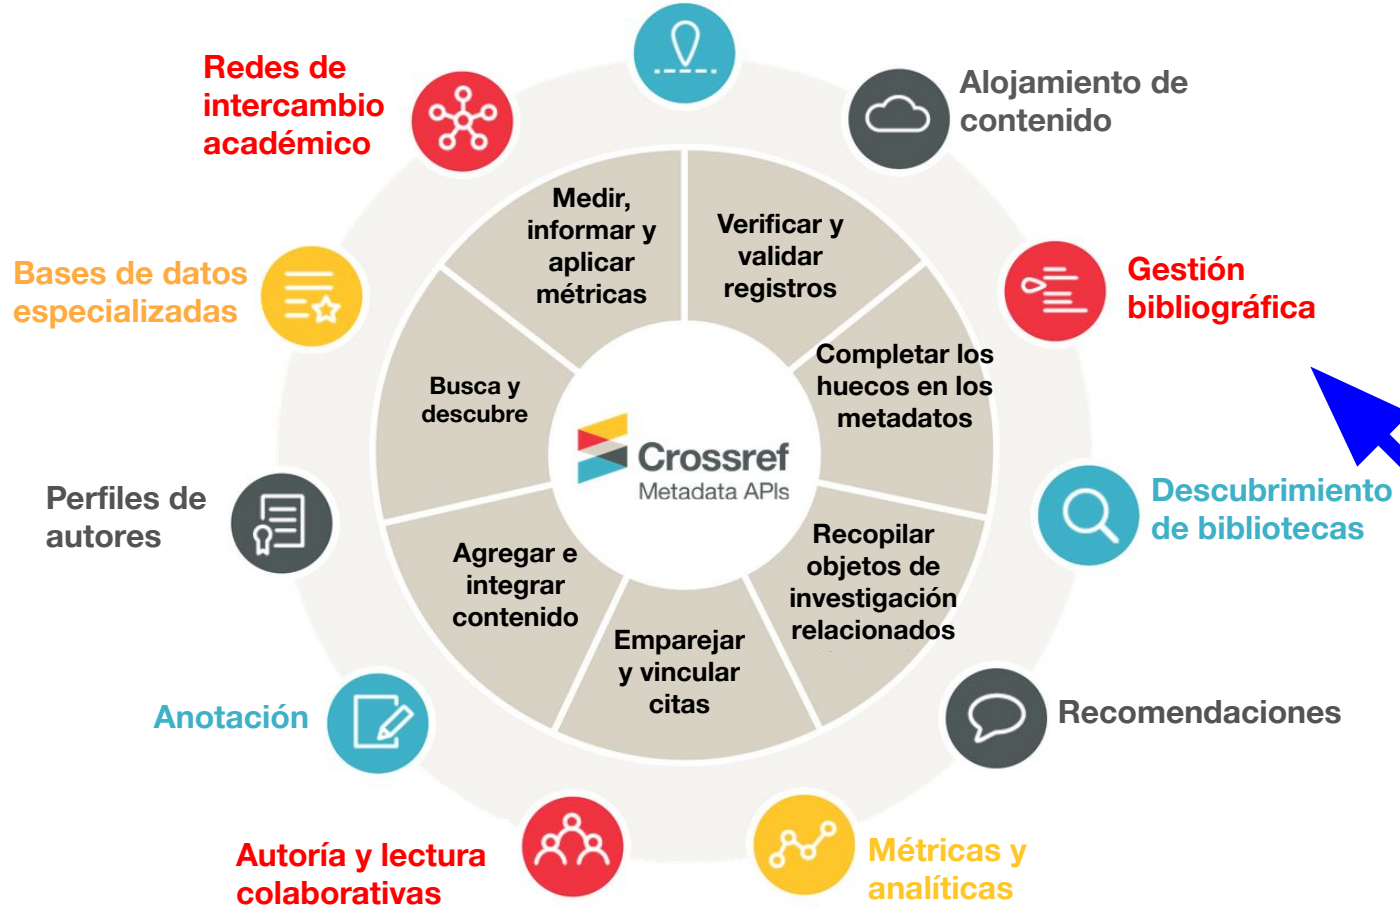 Redes de
intercambio
académico
Alojamiento de
contenido
Medir,
informar y
aplicar
métricas
Verificar y
validar
registros
Bases de datos
especializadas
Gestión
bibliográfica
Busca y
descubre
Completar los
huecos en los
metadatos
Crossref
Metadata APIs
Perfiles de
autores
Descubrimiento
de bibliotecas
Agregar e
integrar
contenido
Recopilar
objetos de
investigación
relacionados
Emparejar
y vincular
citas
Anotación
Recomendaciones
Autoría y lectura
colaborativas
Métricas y
analíticas